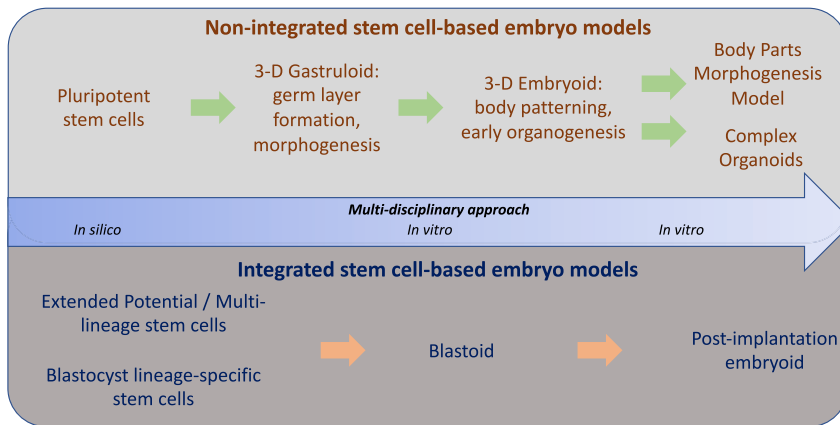 Non-integrated stem cell-based embryo models
Pluripotent
stem cells
3-D Gastruloid:
germ layer
formation,
morphogenesis
3-D Embryoid:
body patterning,
early organogenesis
Body Parts
Morphogenesis
Model
Complex
Organoids
Multi-disciplinary approach
In silico
In vitro
In vitro
Integrated stem cell-based embryo models
Extended Potential / Multi-
lineage stem cells
Blastocyst lineage-specific
stem cells
Blastoid
Post-implantation
embryoid